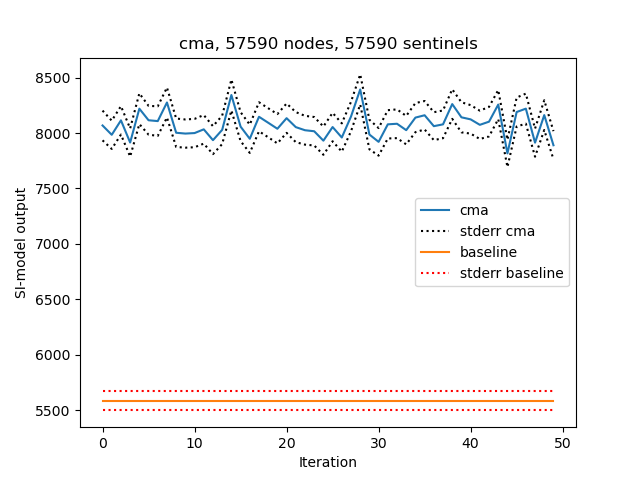 cma, 57590 nodes, 57590 sentinels
8500
8000
7500
7000
6500
6000
5500
SI-model output
cma
stderr cma
baseline
stderr baseline
0 10 20 30 40 50
Iteration